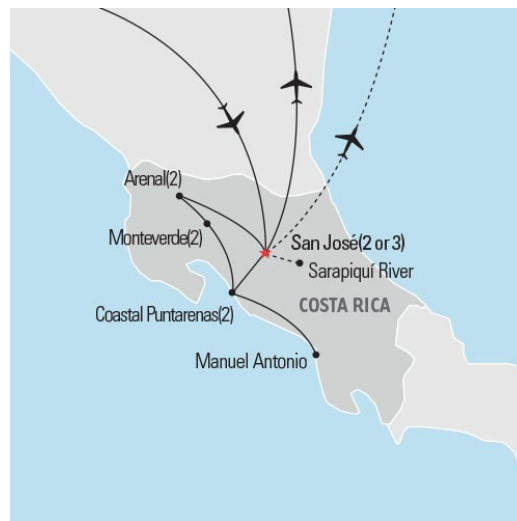 Arenal(2)
Monteverde(2)
San José(2 or 3)
Sarapiquí River
Coastal Puntarenas(2)
COSTA RICA
Manuel Antonio